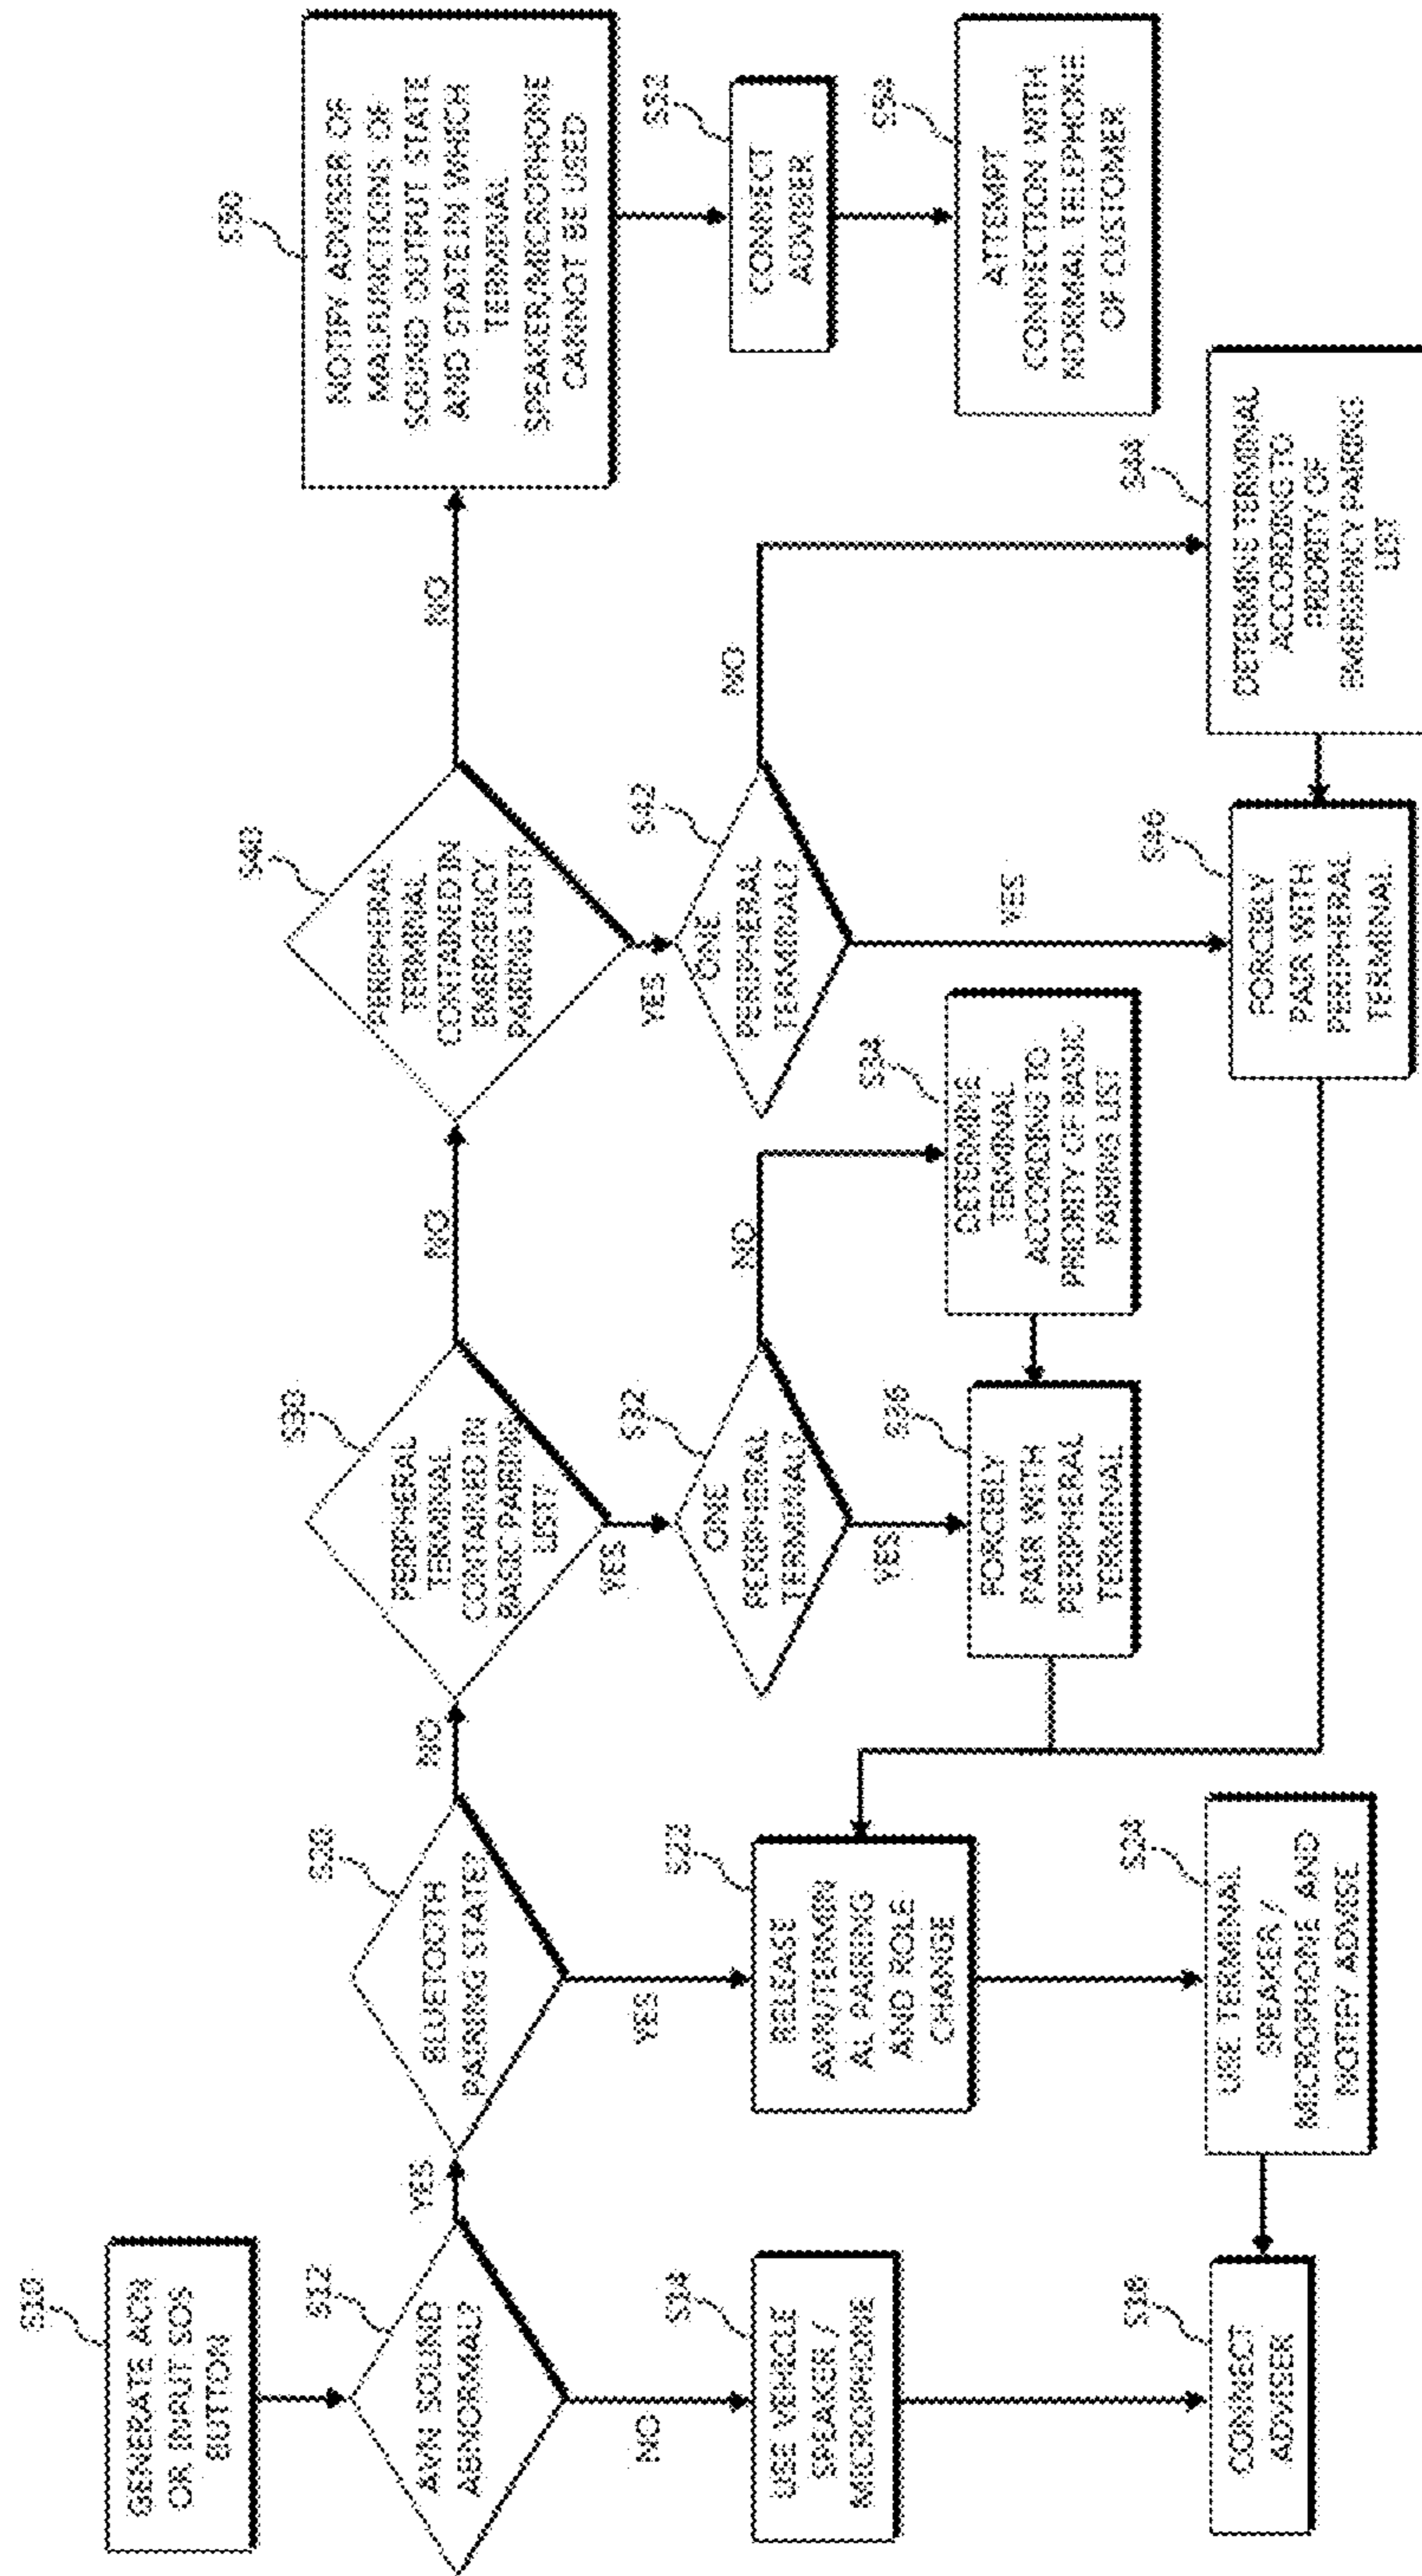 S10
GENERATE ACN
OR INPUT SOS
BUTTON
S12
AVN SOUND
ABNORMAL?
YES
NO
S14
USE VEHICLE
SPEAKER /
MICROPHONE
S16
CONNECT
ADVISER
S20
BLUETOOTH
PAIRING STATE?
NO
YES
S22
RELEASE
AVN/TERMIN
AL PAIRING
AND ROLE
CHANGE
S24
USE TERMINAL
SPEAKER /
MICROPHONE AND
NOTIFY ADVISE
S30
PERIPHERAL
TERMINAL
CONTAINED IN
BASIC PAIRING
LIST?
NO
YES
S32
ONE
PERIPHERAL
TERMINAL?
NO
YES
S34
DETERMINE
TERMINAL
ACCORDING TO
PRIORITY OF BASIC
PAIRING LIST
S36
FORCEBLY
PAIR WITH
PERIPHERAL
TERMINAL
S40
PERIPHERAL
TERMINAL
CONTAINED IN
EMERGENCY
PAIRING LIST?
NO
YES
S42
ONE
PERIPHERAL
TERMINAL?
NO
YES
S44
DETERMINE TERMINAL
ACCORDING TO
PRIORITY OF
EMERGENCY PAIRING
LIST
S46
FORCEBLY
PAIR WITH
PERIPHERAL
TERMINAL
S50
NOTIFY ADVISER OF
MALFUNCTIONS OF
SOUND OUTPUT STATE
AND STATE IN WHICH
TERMINAL
SPEAKER/MICROPHONE
CANNOT BE USED
S52
CONNECT
ADVISER
S54
ATTEMPT
CONNECTION WITH
NORMAL TELEPHONE
OF CUSTOMER